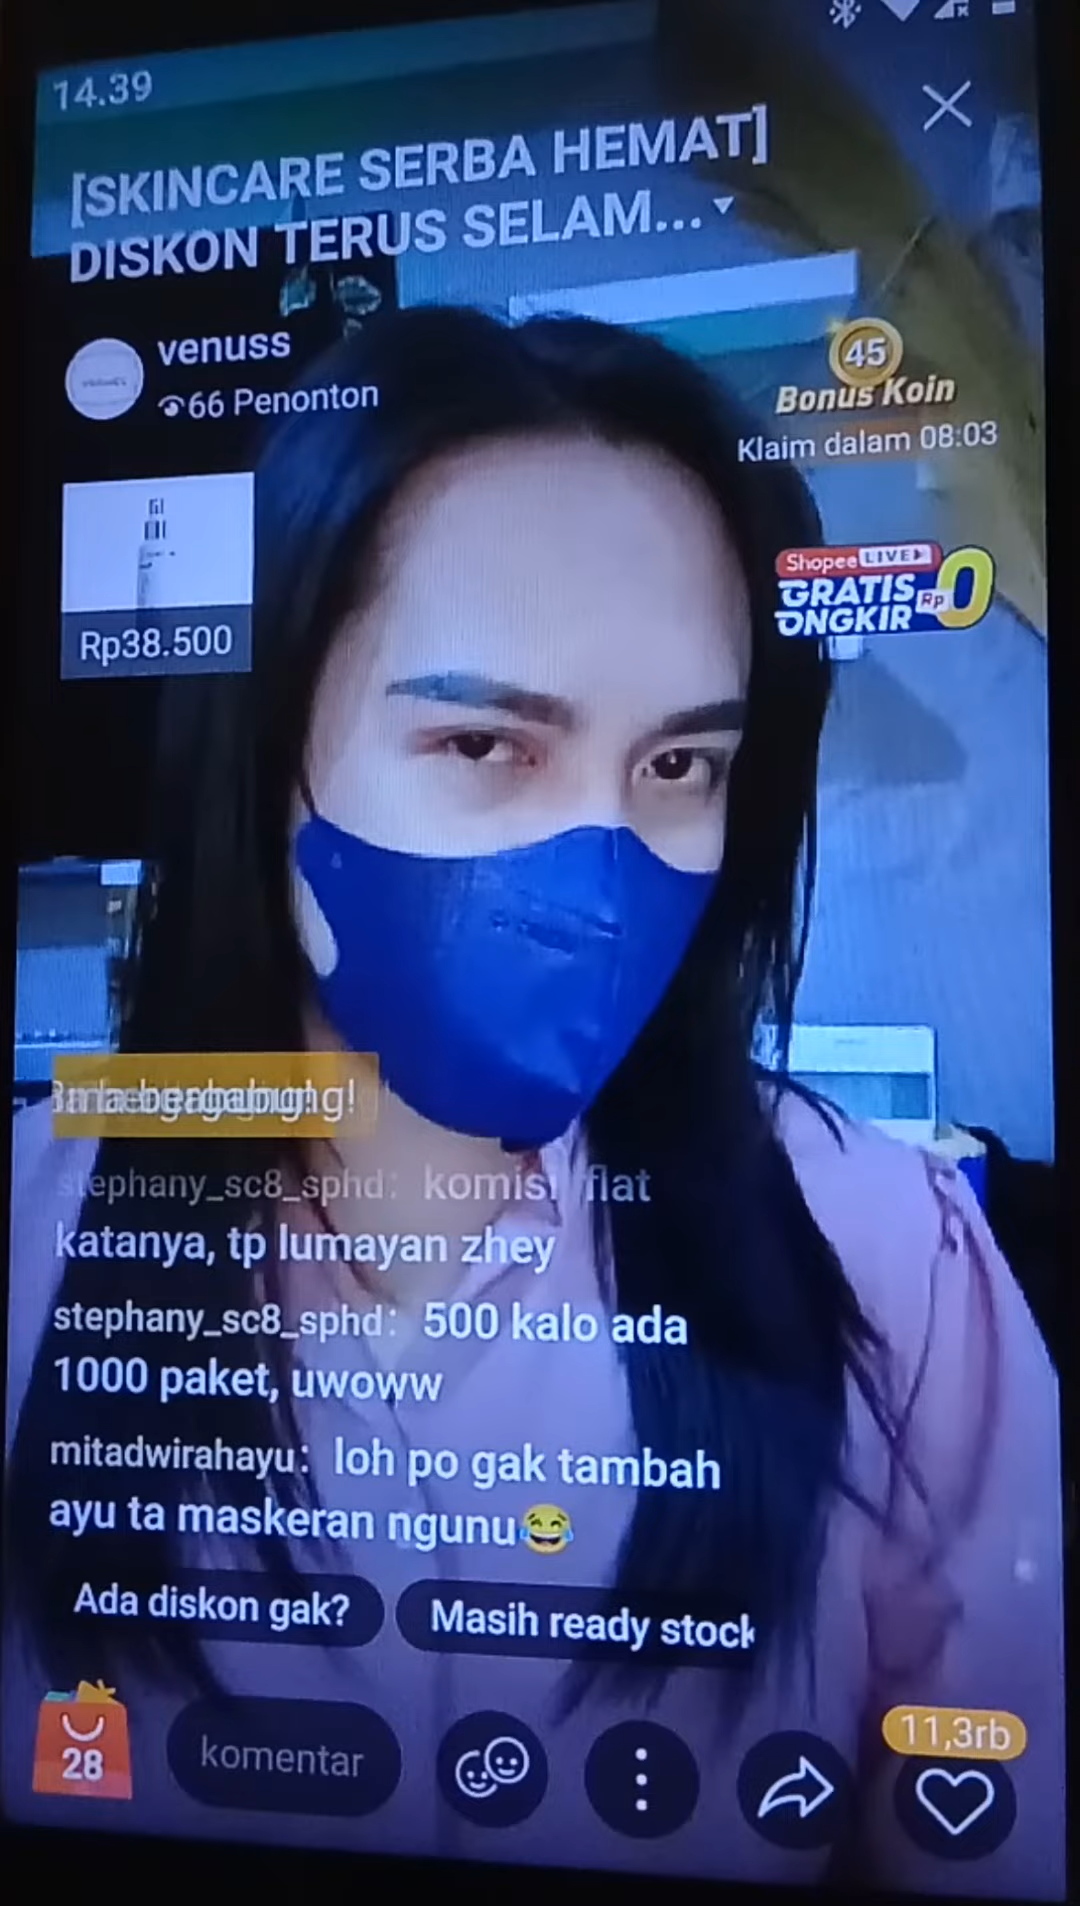 14.39
[SKINCARE SERBA HEMAT]
DISKON TERUS SELAM...
venuss
66 Penonton
45
Bonus Koin
Klaim dalam 08:03
Rp38.500
Shopee LIVE
GRATIS
ONGKIR Rp0
stephany_sc8_sphd: komisi flat
katanya, tp lumayan zhey
stephany_sc8_sphd: 500 kalo ada
1000 paket, uwoww
mitadwirahayu: loh po gak tambah
ayu ta maskeran ngunu😂
Ada diskon gak?
Masih ready stock
28
komentar
11,3rb